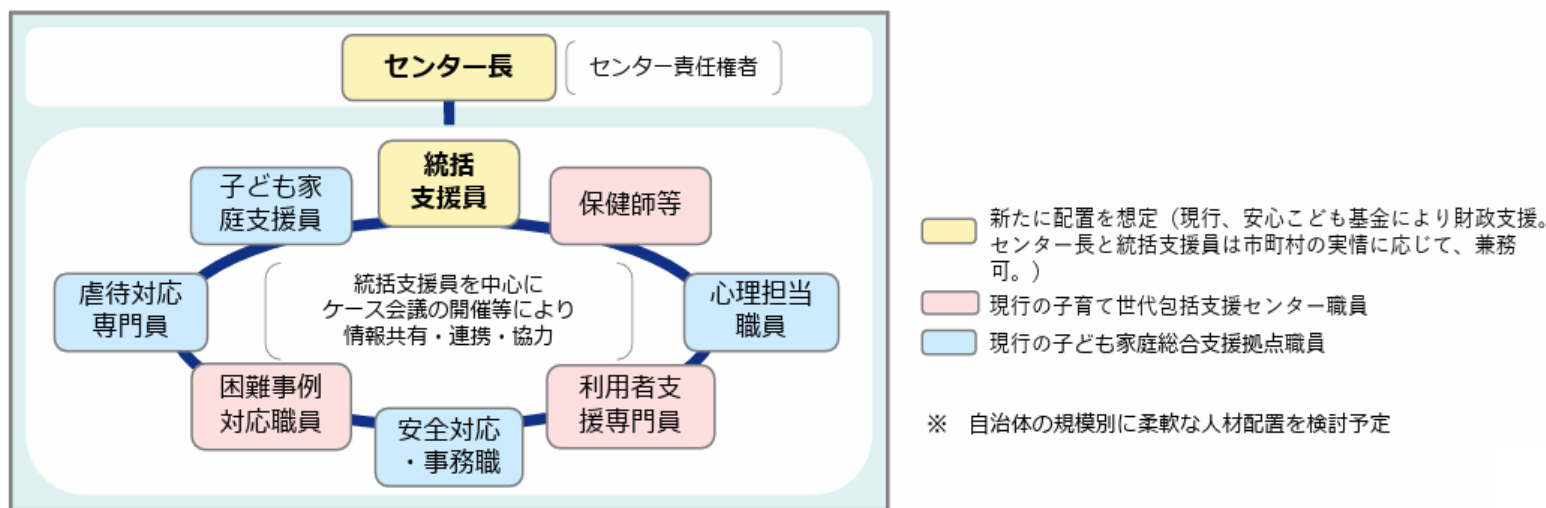 センター長
センター責任権者
統括
支援員
子ども家
庭支援員
保健師等
虐待対応
専門員
統括支援員を中心に
ケース会議の開催等により
情報共有・連携・協力
心理担当
職員
困難事例
対応職員
安全対応
・事務職
利用者支
援専門員
新たに配置を想定（現行、安心こども基金により財政支援。
センター長と統括支援員は市町村の実情に応じて、兼務
可。）
現行の子育て世代包括支援センター職員
現行の子ども家庭総合支援拠点職員
※　自治体の規模別に柔軟な人材配置を検討予定